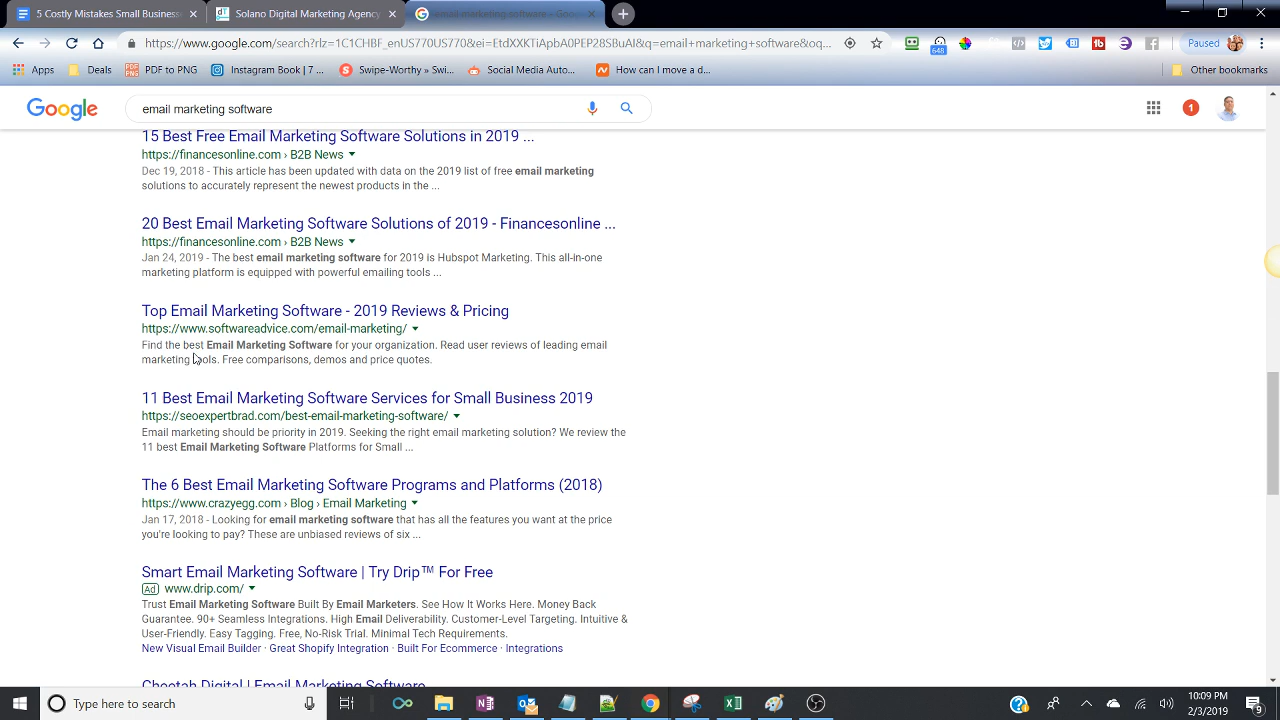 5 Costly Mistakes Small Business
Solano Digital Marketing Agency
email marketing software - Goo
https://www.google.com/search?rlz=1C1CHBF_enUS770US770&ei=EtdXXKTiApbA0PEP28SBuAI&q=email+marketing+software&oq...
648
Paused
Apps
Deals
PDF to PNG
Instagram Book | 7 ...
Swipe-Worthy » Swi...
Social Media Auto...
How can I move a d...
Other bookmarks
Google
email marketing software
1
15 Best Free Email Marketing Software Solutions in 2019 ...
https://financesonline.com › B2B News
Dec 19, 2018 - This article has been updated with data on the 2019 list of free email marketing
solutions to accurately represent the newest products in the ...
20 Best Email Marketing Software Solutions of 2019 - Financesonline ...
https://financesonline.com › B2B News
Jan 24, 2019 - The best email marketing software for 2019 is Hubspot Marketing. This all-in-one
marketing platform is equipped with powerful emailing tools ...
Top Email Marketing Software - 2019 Reviews & Pricing
https://www.softwareadvice.com/email-marketing/
Find the best Email Marketing Software for your organization. Read user reviews of leading email
marketing tools. Free comparisons, demos and price quotes.
11 Best Email Marketing Software Services for Small Business 2019
https://seoexpertbrad.com/best-email-marketing-software/
Email marketing should be priority in 2019. Seeking the right email marketing solution? We review the
11 best Email Marketing Software Platforms for Small ...
The 6 Best Email Marketing Software Programs and Platforms (2018)
https://www.crazyegg.com › Blog › Email Marketing
Jan 17, 2018 - Looking for email marketing software that has all the features you want at the price
you're looking to pay? These are unbiased reviews of six ...
Smart Email Marketing Software | Try Drip™ For Free
Ad www.drip.com/
Trust Email Marketing Software Built By Email Marketers. See How It Works Here. Money Back
Guarantee. 90+ Seamless Integrations. High Email Deliverability. Customer-Level Targeting. Intuitive &
User-Friendly. Easy Tagging. Free, No-Risk Trial. Minimal Tech Requirements.
New Visual Email Builder · Great Shopify Integration · Built For Ecommerce · Integrations
Cheetah Digital | Email Marketing Software
Type here to search
10:09 PM
2/3/2019